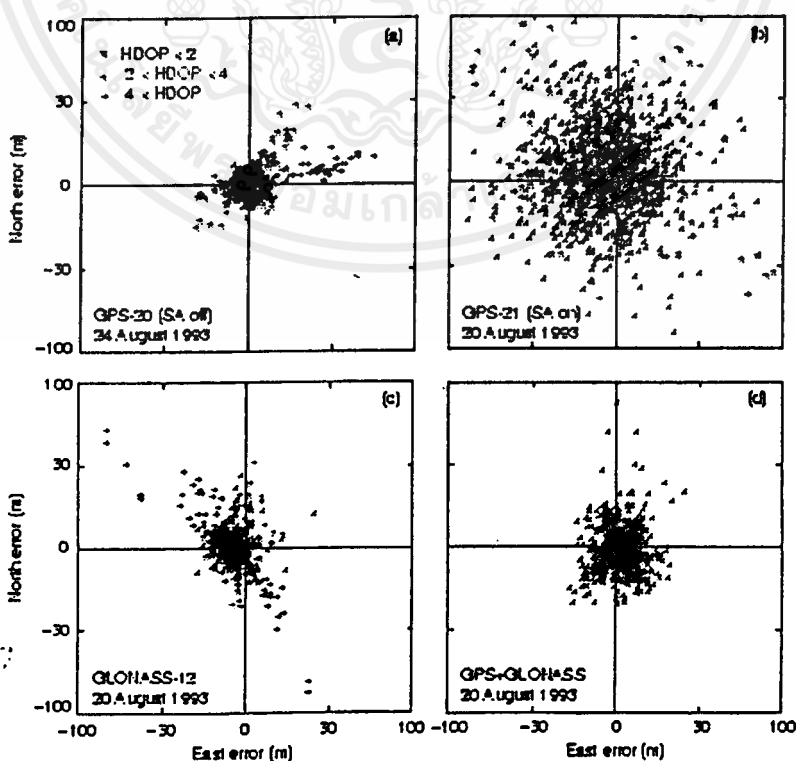 100
(a)
HDOP < 2
2 < HDOP < 4
4 < HDOP
30
North error (m)
0
-30
GPS-20 (SA off)
24 August 1993
-100
(b)
GPS-21 (SA on)
20 August 1993
100
(c)
30
North error (m)
0
-30
GLONASS-12
20 August 1993
-100
-100 -30 0 30 100
East error (m)
(d)
GPS+GLONASS
20 August 1993
-100 -30 0 30 100
East error (m)